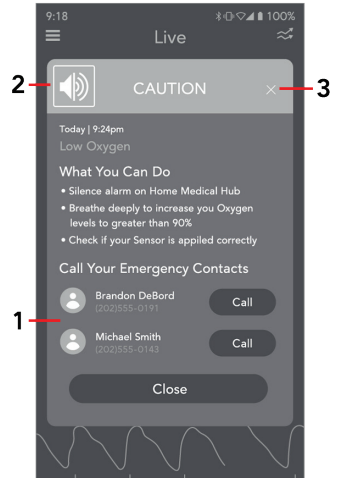 9:18
100%
Live
2
CAUTION
3
Today | 9:24pm
Low Oxygen
What You Can Do
• Silence alarm on Home Medical Hub
• Breathe deeply to increase you Oxygen
levels to greater than 90%
• Check if your Sensor is appiled correctly
Call Your Emergency Contacts
1
Brandon DeBord
(202)555-0191
Call
Michael Smith
(202)555-0143
Call
Close